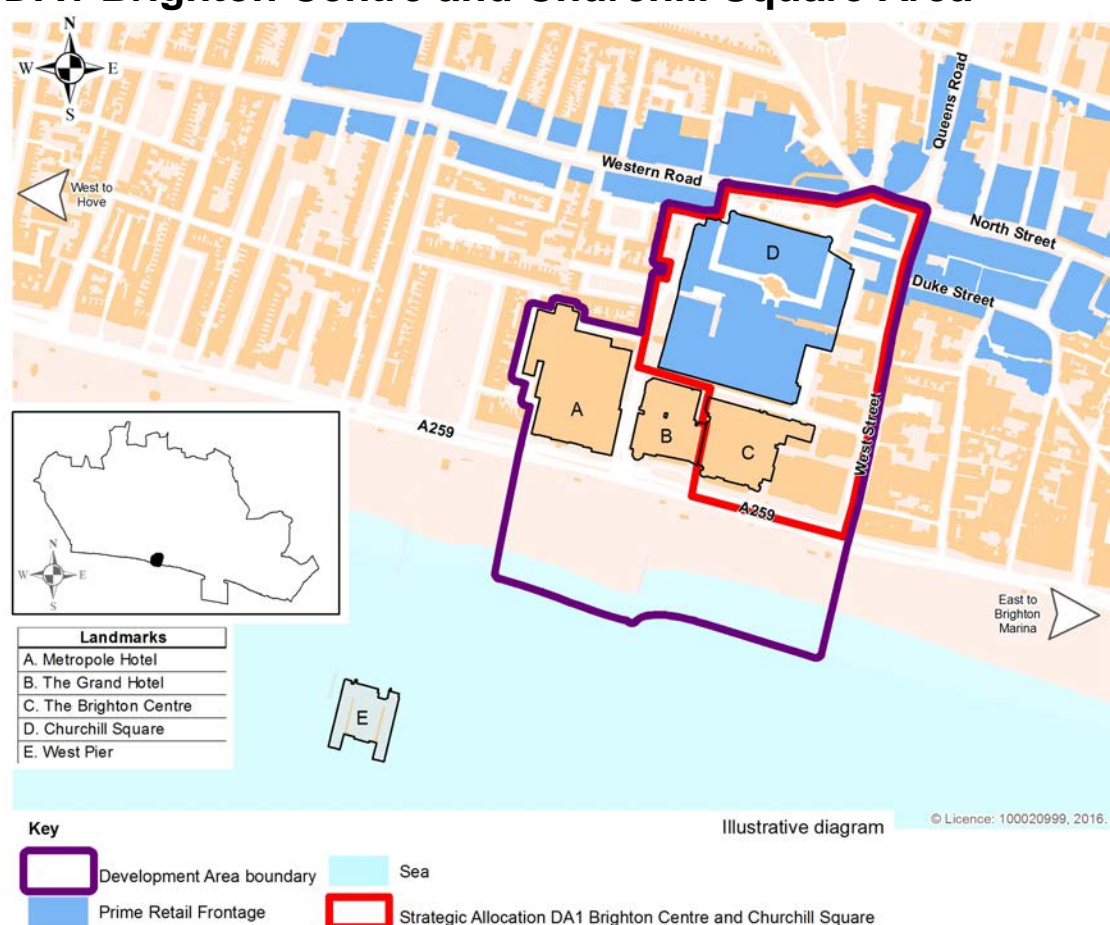 DA1 Brighton Centre and Churchill Square Area
N
W
E
S
West to
Hove
Western Road
Queens Road
North Street
Duke Street
West Street
A259
A259
A
B
C
D
E
N
W
E
S
East to
Brighton
Marina
Landmarks
A. Metropole Hotel
B. The Grand Hotel
C. The Brighton Centre
D. Churchill Square
E. West Pier
© Licence: 100020999, 2016.
Illustrative diagram
Key
Development Area boundary
Sea
Prime Retail Frontage
Strategic Allocation DA1 Brighton Centre and Churchill Square